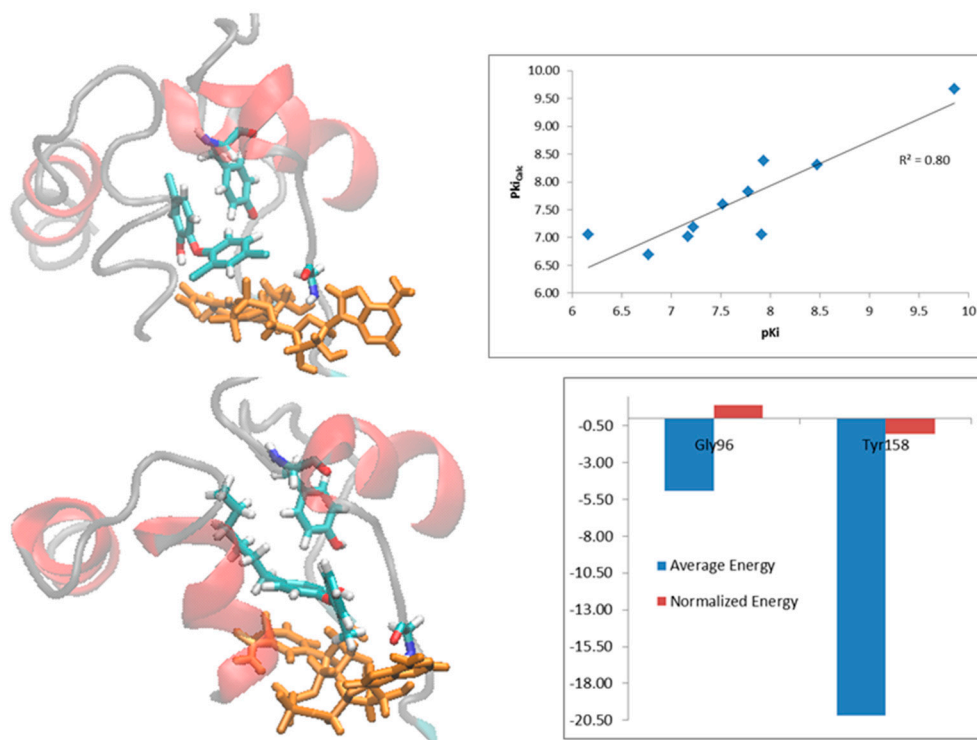 10.00
9.50
9.00
8.50
8.00
7.50
7.00
6.50
6.00
Pki Calc
R² = 0.80
6 6.5 7 7.5 8 8.5 9 9.5 10
pKi
-0.50
-3.00
-5.50
-8.00
-10.50
-13.00
-15.50
-18.00
-20.50
Gly96 Tyr158
Average Energy
Normalized Energy